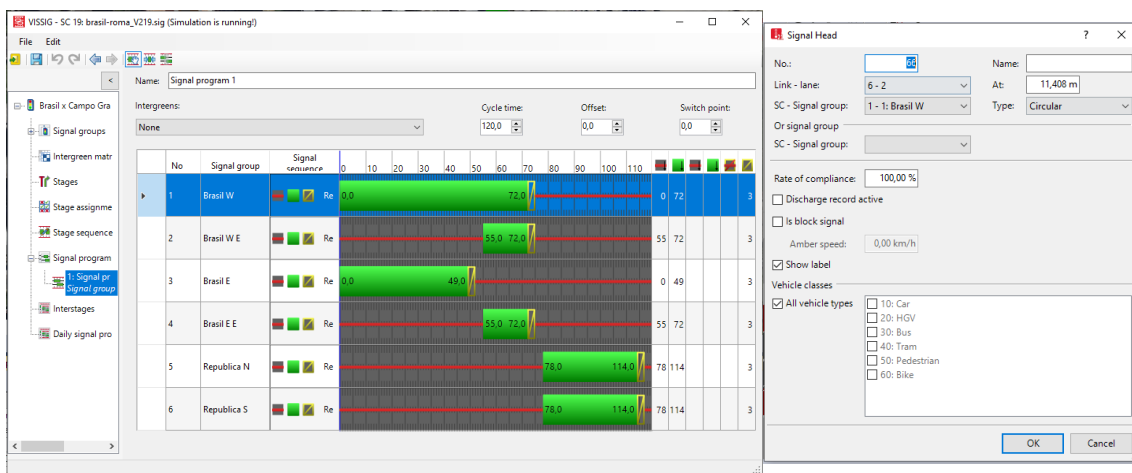 VISSIG - SC 19: brasil-roma_V219.sig (Simulation is running!)
File Edit
<
Name: Signal program 1
Brasil x Campo Gra
Signal groups
Intergreen matr
Stages
Stage assignme
Stage sequence
Signal program
1: Signal pr
Signal group
Interstages
Daily signal pro
Intergreens: Cycle time: Offset: Switch point:
None 120,0 0,0 0,0
No Signal group Signal sequence 0 10 20 30 40 50 60 70 80 90 100 110
1 Brasil W Re 0,0 72,0 0 72 3
2 Brasil W E Re 55,0 72,0 55 72 3
3 Brasil E Re 0,0 49,0 0 49 3
4 Brasil E E Re 55,0 72,0 55 72 3
5 Republica N Re 78,0 114,0 78 114 3
6 Republica S Re 78,0 114,0 78 114 3
Signal Head ? X
No.: 66 Name:
Link - lane: 6 - 2 At: 11,408 m
SC - Signal group: 1 - 1: Brasil W Type: Circular
Or signal group
SC - Signal group:
Rate of compliance: 100,00 %
Discharge record active
Is block signal
Amber speed: 0,00 km/h
Show label
Vehicle classes
All vehicle types
10: Car
20: HGV
30: Bus
40: Tram
50: Pedestrian
60: Bike
OK Cancel